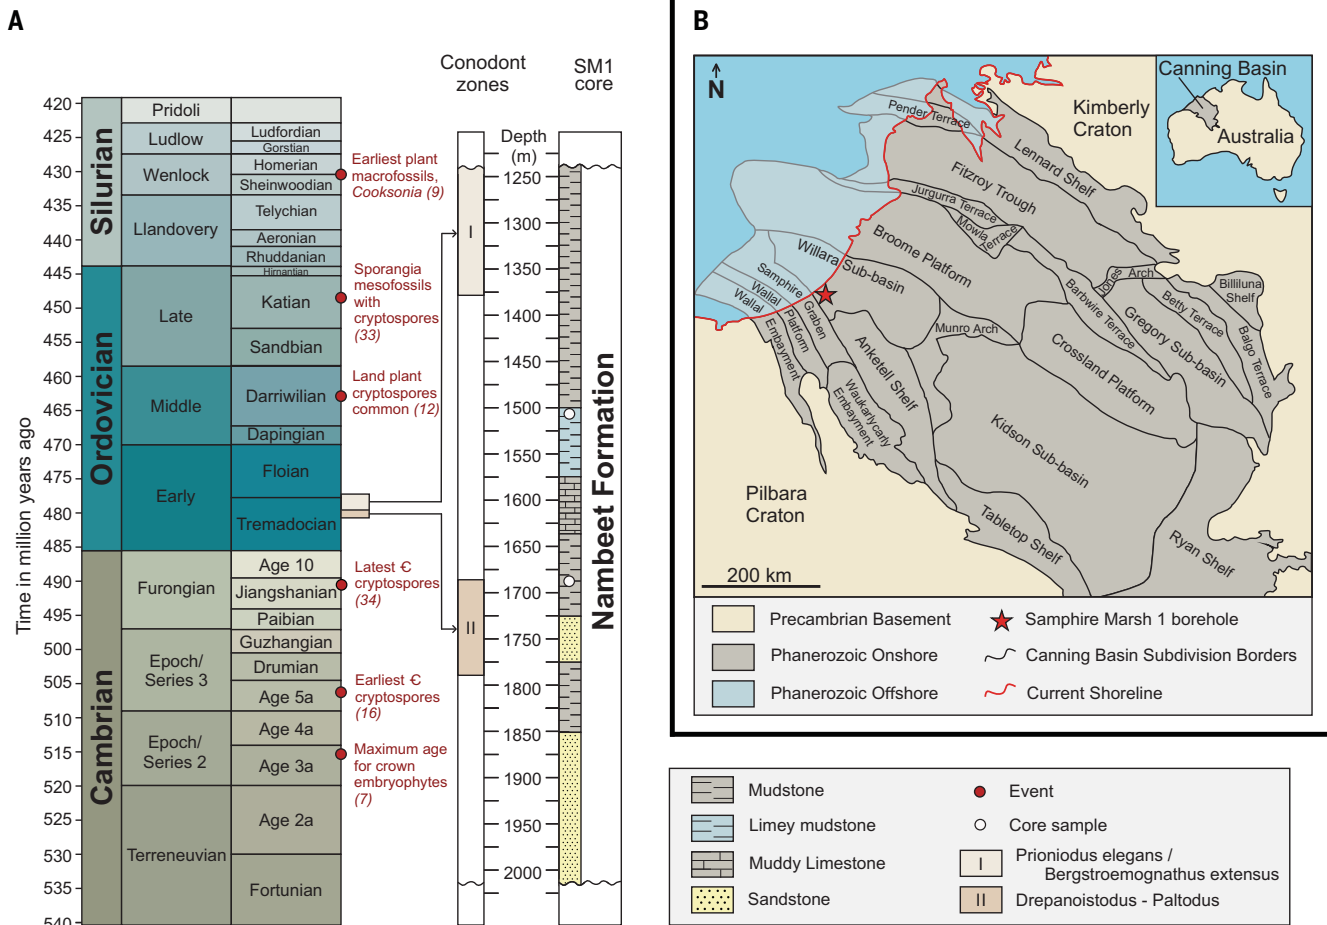 A
Conodont
zones
SM1
core
Depth
(m)
Time in million years ago
420
425
430
435
440
445
450
455
460
465
470
475
480
485
490
495
500
505
510
515
520
525
530
535
540
Silurian
Ordovician
Cambrian
Pridoli
Ludlow
Wenlock
Llandovery
Late
Middle
Early
Furongian
Epoch/
Series 3
Epoch/
Series 2
Terreneuvian
Ludfordian
Gorstian
Homerian
Sheinwoodian
Telychian
Aeronian
Rhuddanian
Hirnantian
Katian
Sandbian
Darriwilian
Dapingian
Floian
Tremadocian
Age 10
Jiangshanian
Paibian
Guzhangian
Drumian
Age 5a
Age 4a
Age 3a
Age 2a
Fortunian
Earliest plant
macrofossils,
Cooksonia (9)
Sporangia
mesofossils
with
cryptospores
(33)
Land plant
cryptospores
common (12)
Latest Ꞓ
cryptospores
(34)
Earliest Ꞓ
cryptospores
(16)
Maximum age
for crown
embryophytes
(7)
I
II
1250
1300
1350
1400
1450
1500
1550
1600
1650
1700
1750
1800
1850
1900
1950
2000
Nambeet Formation
B
N
Canning Basin
Australia
Kimberly
Craton
Pender Terrace
Lennard Shelf
Fitzroy Trough
Jurgurra Terrace
Mowla
Terrace
Broome Platform
Willara Sub-basin
Samphire
Graben
Wallal
Platform
Wallal
Embayment
Anketell Shelf
Waukarlycarly
Embayment
Munro Arch
Barbwire Terrace
Jones
Arch
Betty Terrace
Billiluna
Shelf
Balgo Terrace
Gregory Sub-basin
Crossland Platform
Kidson Sub-basin
Tabletop Shelf
Ryan Shelf
Pilbara
Craton
200 km
Precambrian Basement
Phanerozoic Onshore
Phanerozoic Offshore
Samphire Marsh 1 borehole
Canning Basin Subdivision Borders
Current Shoreline
Mudstone
Limey mudstone
Muddy Limestone
Sandstone
Event
Core sample
I
Prioniodus elegans /
Bergstroemognathus extensus
II
Drepanoistodus - Paltodus